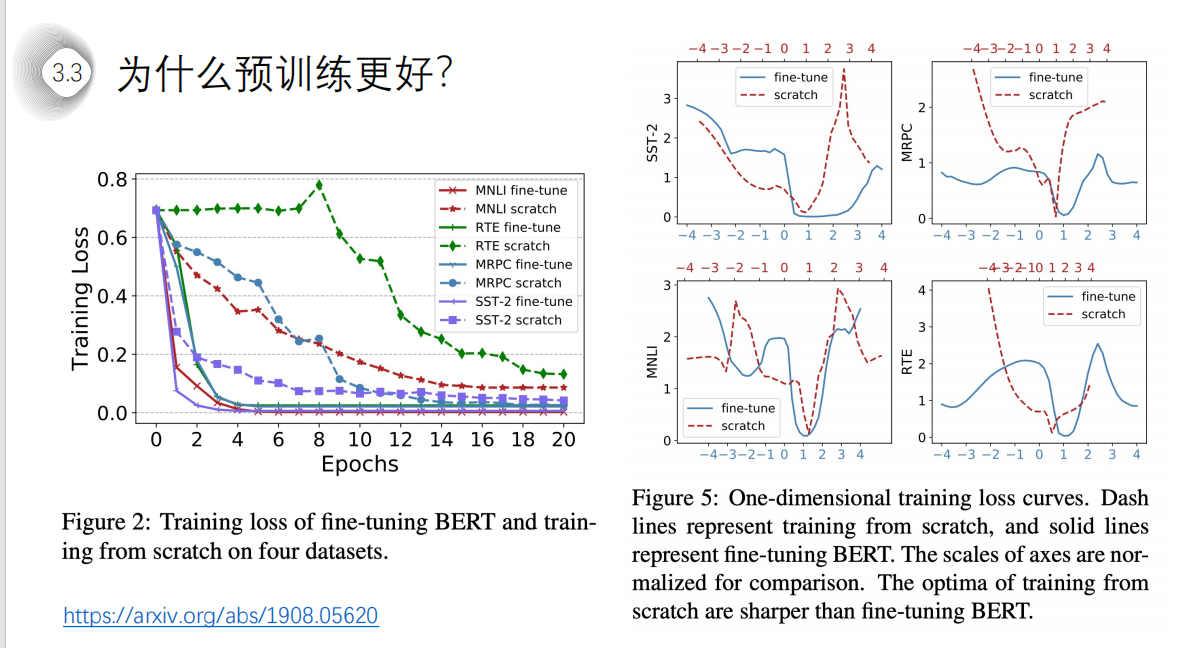 3.3
为什么预训练更好?
0.8
0.6
0.4
0.2
0.0
Training Loss
0 2 4 6 8 10 12 14 16 18 20
Epochs
MNLI fine-tune
MNLI scratch
RTE fine-tune
RTE scratch
MRPC fine-tune
MRPC scratch
SST-2 fine-tune
SST-2 scratch
Figure 2: Training loss of fine-tuning BERT and train-
ing from scratch on four datasets.
https://arxiv.org/abs/1908.05620
−4 −3 −2 −1 0 1 2 3 4
fine-tune
scratch
SST-2
3
2
1
0
−4 −3 −2 −1 0 1 2 3 4
−4−3−2−1 0 1 2 3 4
fine-tune
scratch
MRPC
2
1
0
−4 −3 −2 −1 0 1 2 3 4
−4 −3 −2 −1 0 1 2 3 4
MNLI
3
2
1
0
fine-tune
scratch
−4−3−2−1 0 1 2 3 4
−4−3−2−10 1 2 3 4
fine-tune
scratch
RTE
4
3
2
1
0
−4 −3 −2 −1 0 1 2 3 4
Figure 5: One-dimensional training loss curves. Dash
lines represent training from scratch, and solid lines
represent fine-tuning BERT. The scales of axes are nor-
malized for comparison. The optima of training from
scratch are sharper than fine-tuning BERT.